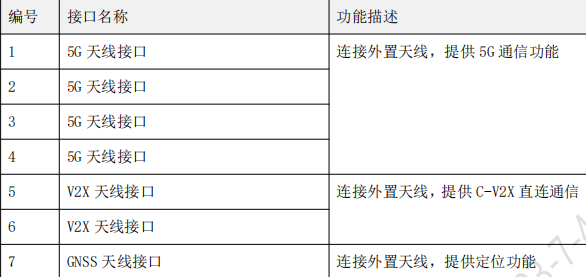 编号 接口名称 功能描述
1 5G 天线接口 连接外置天线，提供 5G 通信功能
2 5G 天线接口
3 5G 天线接口
4 5G 天线接口
5 V2X 天线接口 连接外置天线，提供 C-V2X 直连通信
6 V2X 天线接口
7 GNSS 天线接口 连接外置天线，提供定位功能